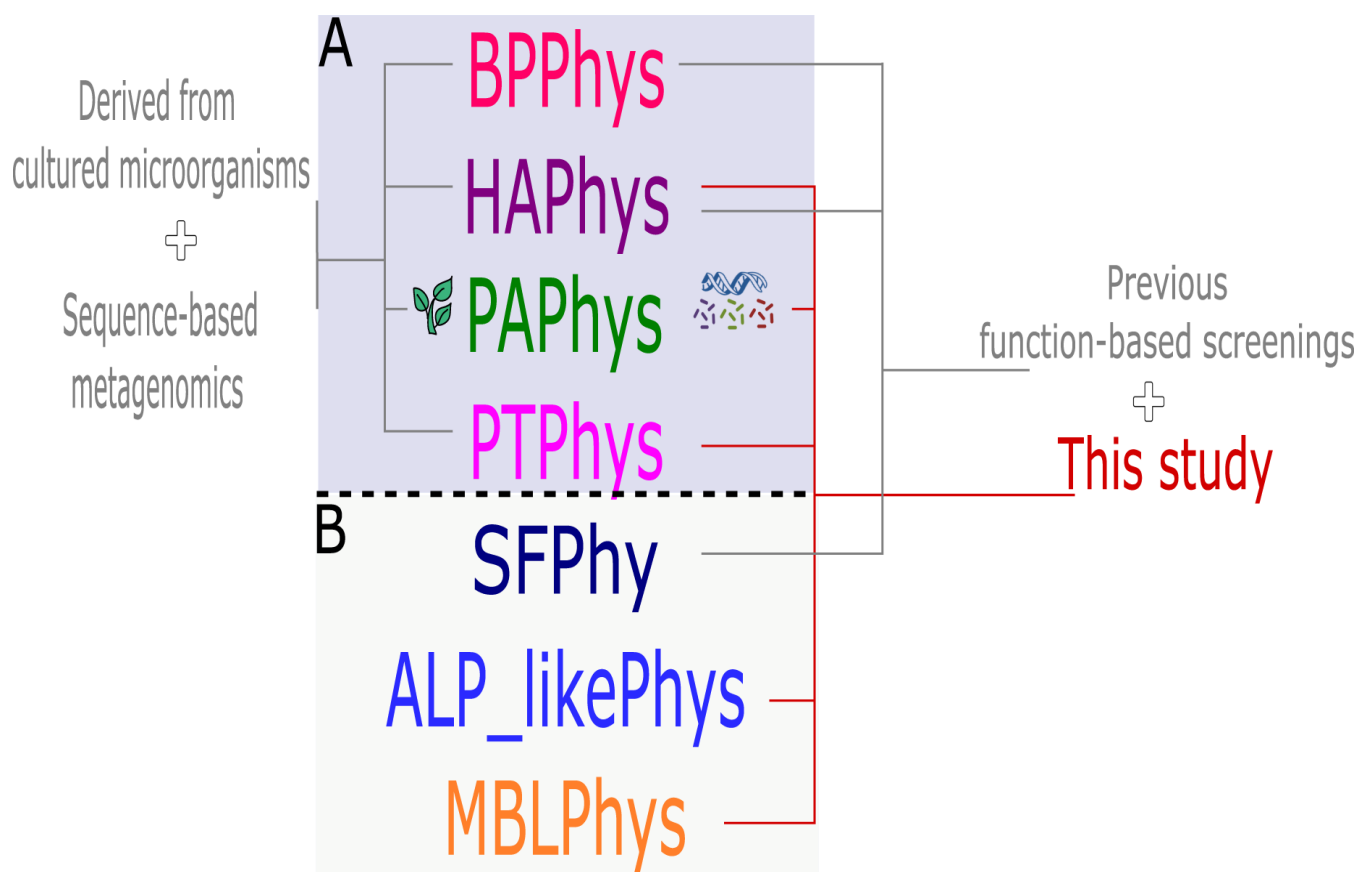 Derived from
cultured microorganisms
Sequence-based
metagenomics
A
BPPhys
HAPhys
PAPhys
PTPhys
B
SFPhy
ALP_likePhys
MBLPhys
Previous
function-based screenings
This study